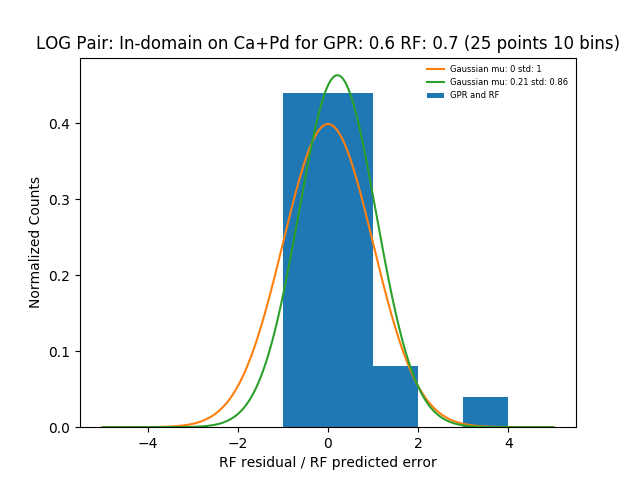 LOG Pair: In-domain on Ca+Pd for GPR: 0.6 RF: 0.7 (25 points 10 bins)
Gaussian mu: 0 std: 1
Gaussian mu: 0.21 std: 0.86
GPR and RF
Normalized Counts
0.4
0.3
0.2
0.1
0.0
−4 −2 0 2 4
RF residual / RF predicted error